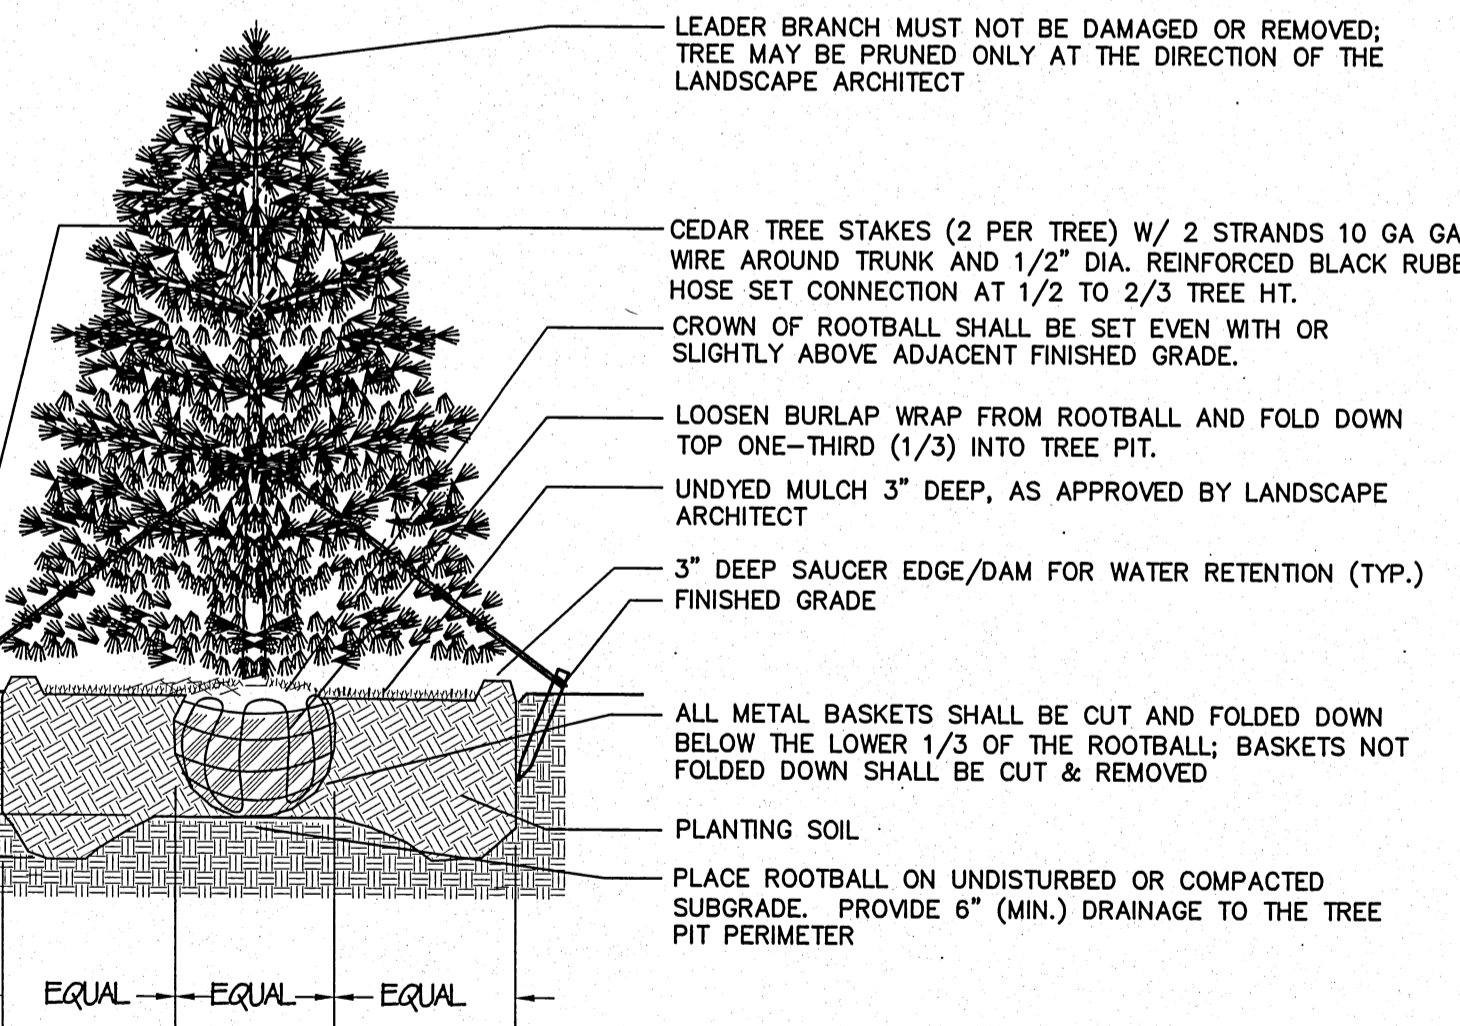 LEADER BRANCH MUST NOT BE DAMAGED OR REMOVED;
TREE MAY BE PRUNED ONLY AT THE DIRECTION OF THE
LANDSCAPE ARCHITECT
CEDAR TREE STAKES (2 PER TREE) W/ 2 STRANDS 10 GA GA
WIRE AROUND TRUNK AND 1/2" DIA. REINFORCED BLACK RUBB
HOSE SET CONNECTION AT 1/2 TO 2/3 TREE HT.
CROWN OF ROOTBALL SHALL BE SET EVEN WITH OR
SLIGHTLY ABOVE ADJACENT FINISHED GRADE.
LOOSEN BURLAP WRAP FROM ROOTBALL AND FOLD DOWN
TOP ONE-THIRD (1/3) INTO TREE PIT.
UNDYED MULCH 3" DEEP, AS APPROVED BY LANDSCAPE
ARCHITECT
3" DEEP SAUCER EDGE/DAM FOR WATER RETENTION (TYP.)
FINISHED GRADE
ALL METAL BASKETS SHALL BE CUT AND FOLDED DOWN
BELOW THE LOWER 1/3 OF THE ROOTBALL; BASKETS NOT
FOLDED DOWN SHALL BE CUT & REMOVED
PLANTING SOIL
PLACE ROOTBALL ON UNDISTURBED OR COMPACTED
SUBGRADE. PROVIDE 6" (MIN.) DRAINAGE TO THE TREE
PIT PERIMETER
EQUAL EQUAL EQUAL